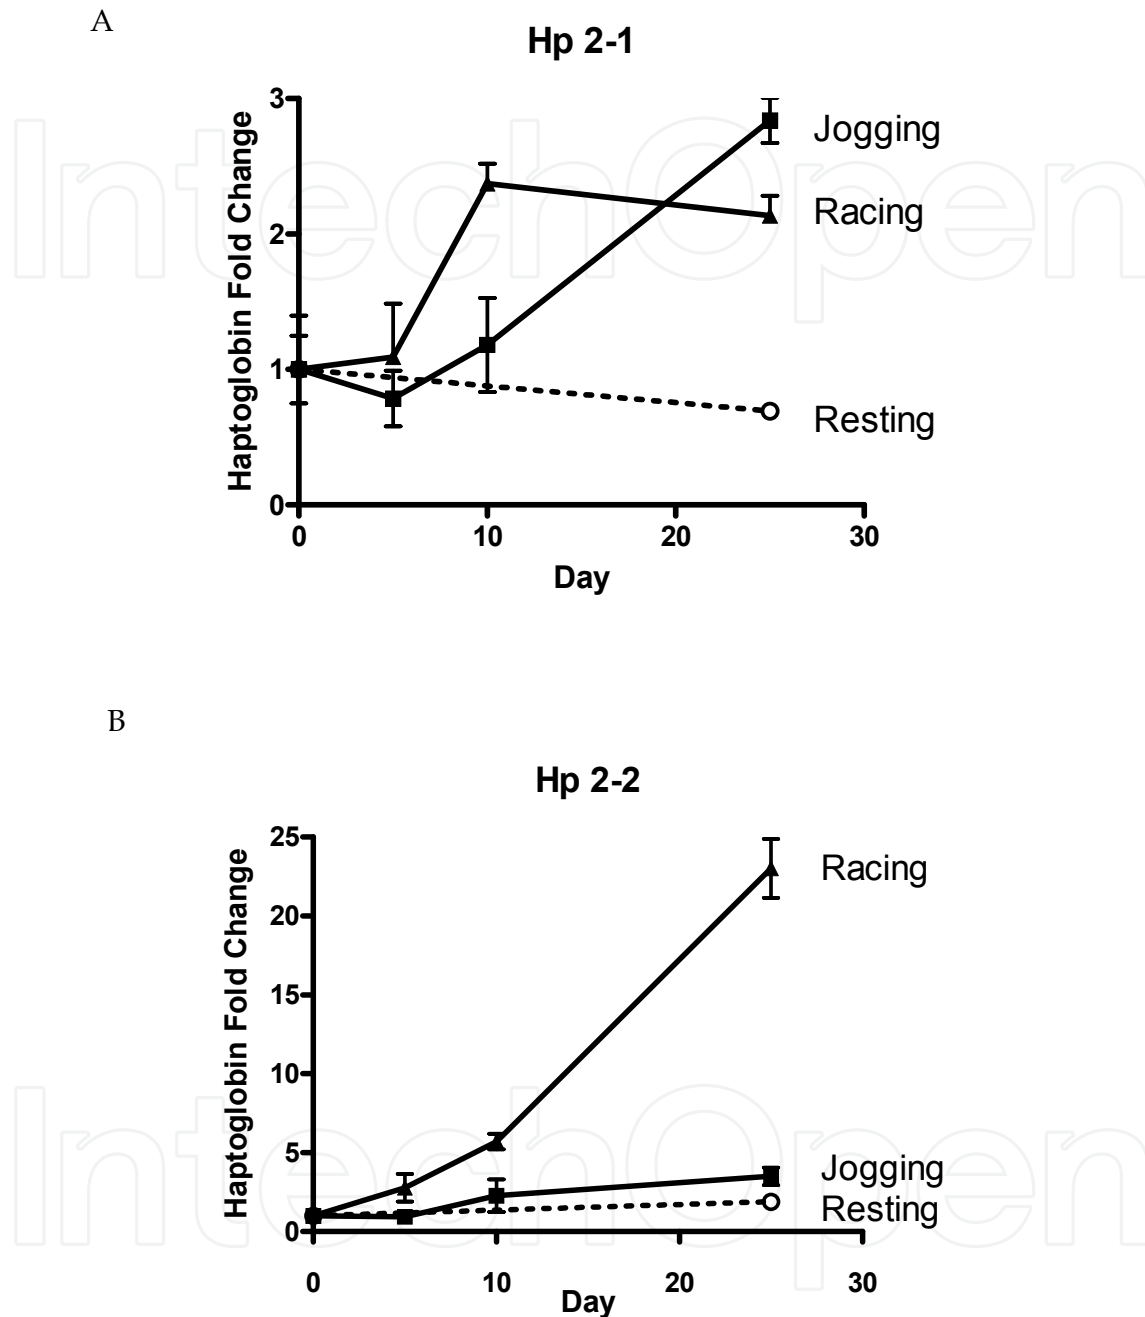 A
Hp 2-1
Haptoglobin Fold Change
3
2
1
0
Jogging
Racing
Resting
0 10 20 30
Day
B
Hp 2-2
Haptoglobin Fold Change
25
20
15
10
5
0
Racing
Jogging
Resting
0 10 20 30
Day
IntechOpen
IntechOpen